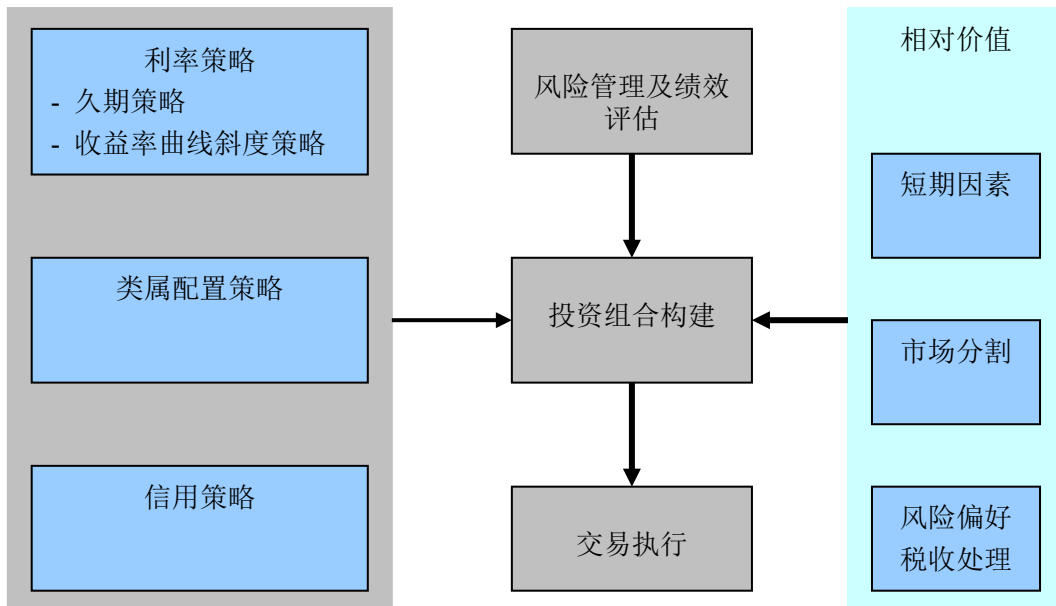 利率策略
- 久期策略
- 收益率曲线斜度策略
类属配置策略
信用策略
风险管理及绩效
评估
投资组合构建
交易执行
相对价值
短期因素
市场分割
风险偏好
税收处理